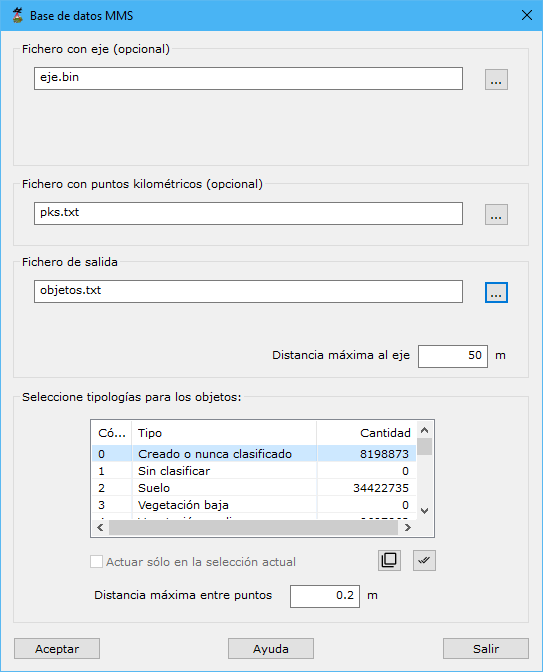 Base de datos MMS
Fichero con eje (opcional)
eje.bin
...
Fichero con puntos kilométricos (opcional)
pks.txt
...
Fichero de salida
objetos.txt
...
Distancia máxima al eje 50 m
Seleccione tipologías para los objetos:
Có... Tipo Cantidad
0 Creado o nunca clasificado 8198873
1 Sin clasificar 0
2 Suelo 34422735
3 Vegetación baja 0
Actuar sólo en la selección actual
Distancia máxima entre puntos 0.2 m
Aceptar Ayuda Salir